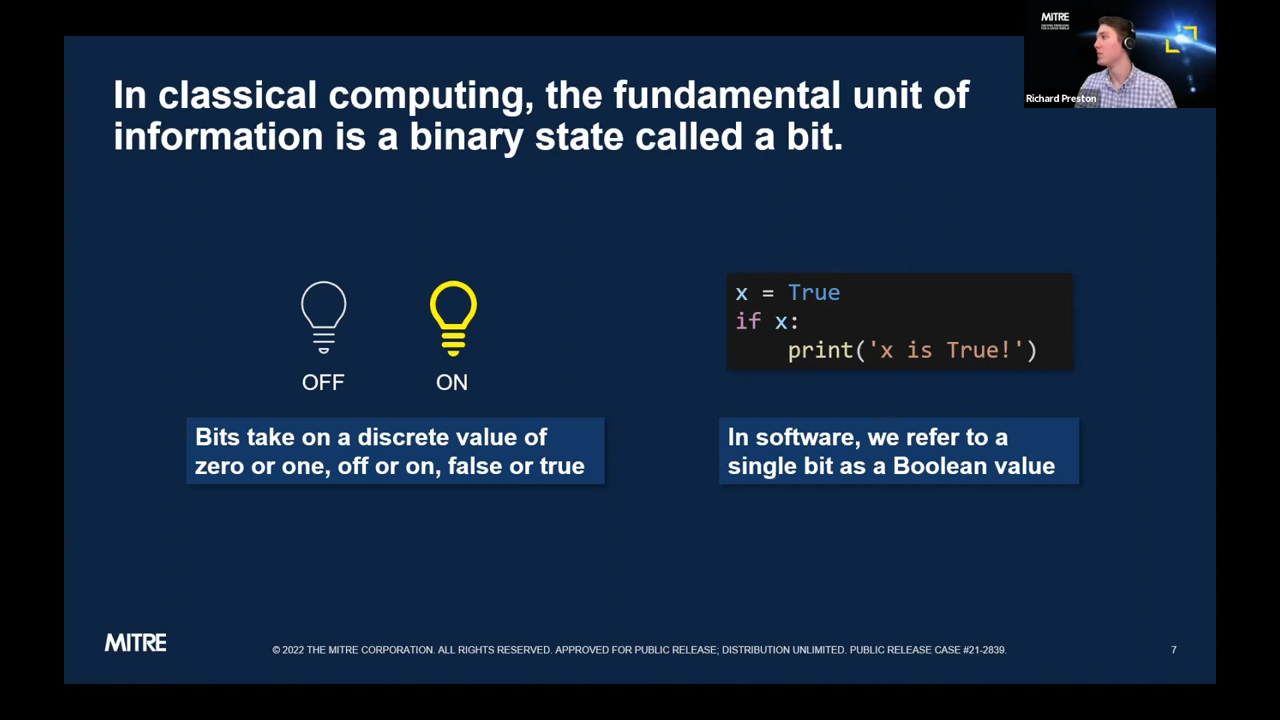 MITRE
Richard Preston
In classical computing, the fundamental unit of
information is a binary state called a bit.
OFF
ON
Bits take on a discrete value of
zero or one, off or on, false or true
x = True
if x:
    print('x is True!')
In software, we refer to a
single bit as a Boolean value
MITRE
© 2022 THE MITRE CORPORATION. ALL RIGHTS RESERVED. APPROVED FOR PUBLIC RELEASE; DISTRIBUTION UNLIMITED. PUBLIC RELEASE CASE #21-2839.
7